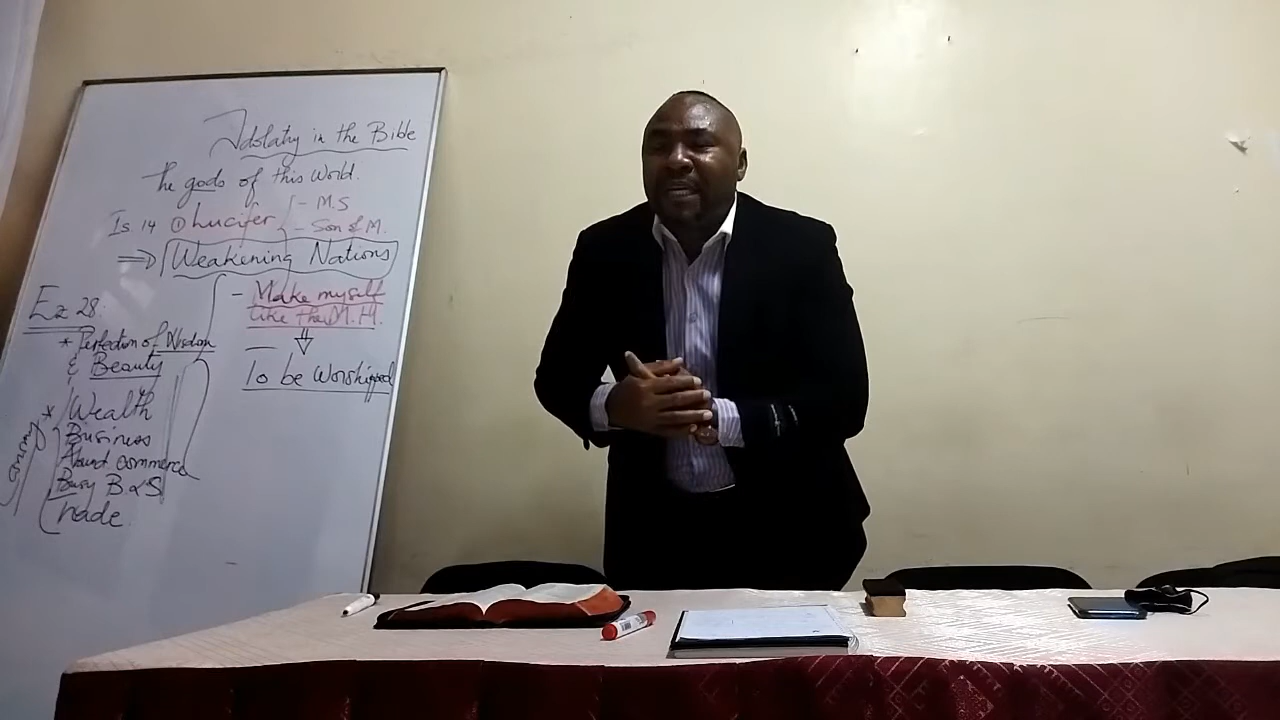 Idolatry in the Bible
The gods of this World.
Is 14 ① Lucifer - M.S
- Son of M.
⇒ Weakening Nations
- Make myself
like the M.H.
⇓
To be Worshipped
Ez 28:
* Perfection of Wisdom
& Beauty
* Wealth
Business
Abund commerce
Busy B & S
Trade